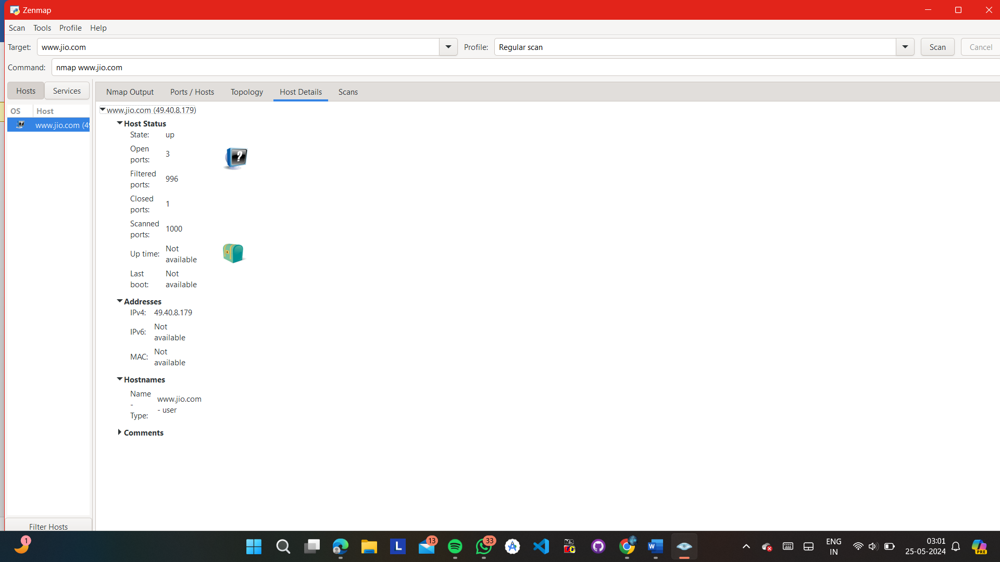 Zenmap
Scan Tools Profile Help
Target: www.jio.com Profile: Regular scan Scan Cancel
Command: nmap www.jio.com
Hosts Services
Nmap Output Ports / Hosts Topology Host Details Scans
OS Host
www.jio.com (49
www.jio.com (49.40.8.179)
Host Status
State: up
Open
ports: 3
Filtered
ports: 996
Closed
ports: 1
Scanned
ports: 1000
Up time: Not
available
Last
boot: Not
available
Addresses
IPv4: 49.40.8.179
IPv6: Not
available
MAC: Not
available
Hostnames
Name
-
Type: www.jio.com
- user
Comments
Filter Hosts
1
L
13
33
MS
W
ENG
IN
03:01
25-05-2024
PRE